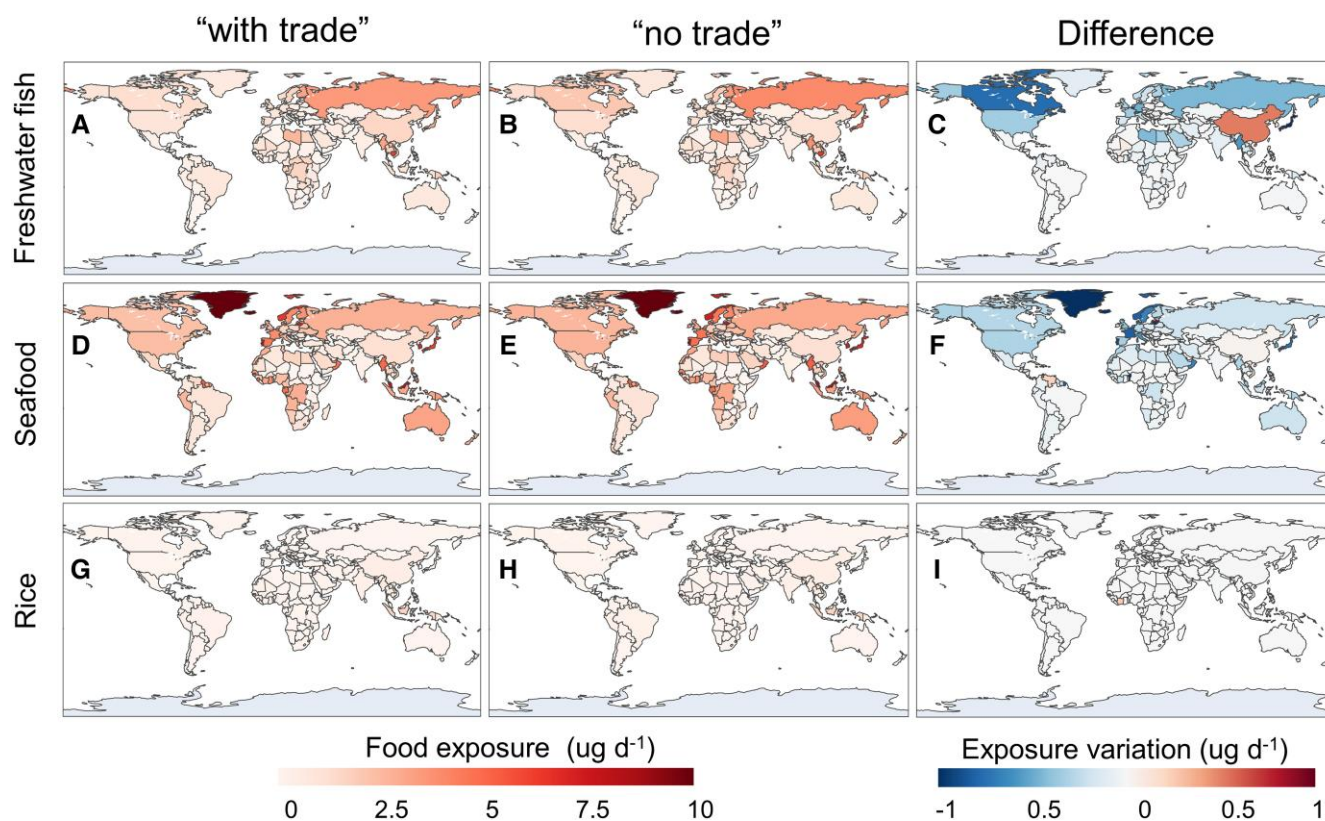 “with trade”
“no trade”
Difference
Freshwater fish
A
B
C
Seafood
D
E
F
Rice
G
H
I
Food exposure (ug d-1)
0 2.5 5 7.5 10
Exposure variation (ug d-1)
-1 0.5 0 0.5 1